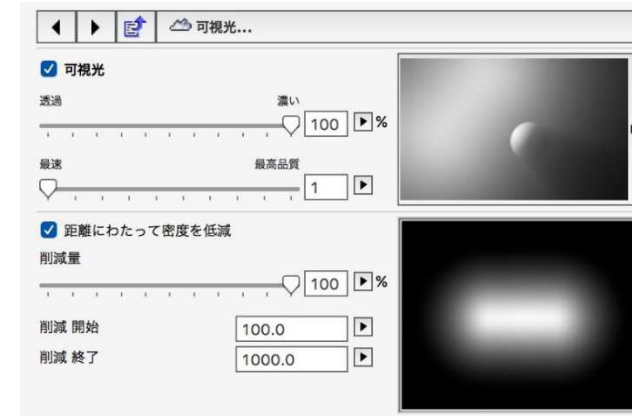 可視光...
可視光
透過 濃い
100 %
最速 最高品質
1
距離にわたって密度を低減
削減量
100 %
削減 開始 100.0
削減 終了 1000.0